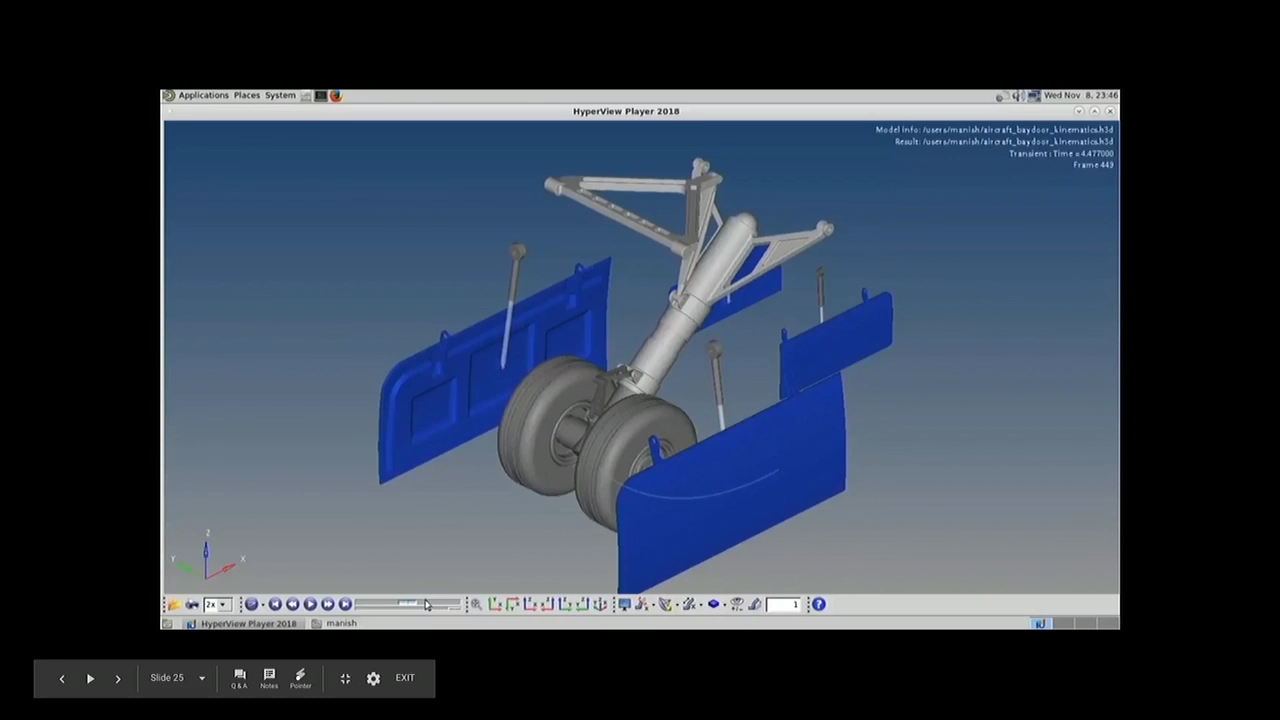 Applications Places System
Wed Nov 8, 23:46
HyperView Player 2018
Model info: /users/manish/aircraft_baydoor_kinematics.h3d
Result: /users/manish/aircraft_baydoor_kinematics.h3d
Transient : Time = 4.477000
Frame 449
Z
Y X
2x
1
HyperView Player 2018 manish
Slide 25 Q & A Notes Pointer EXIT